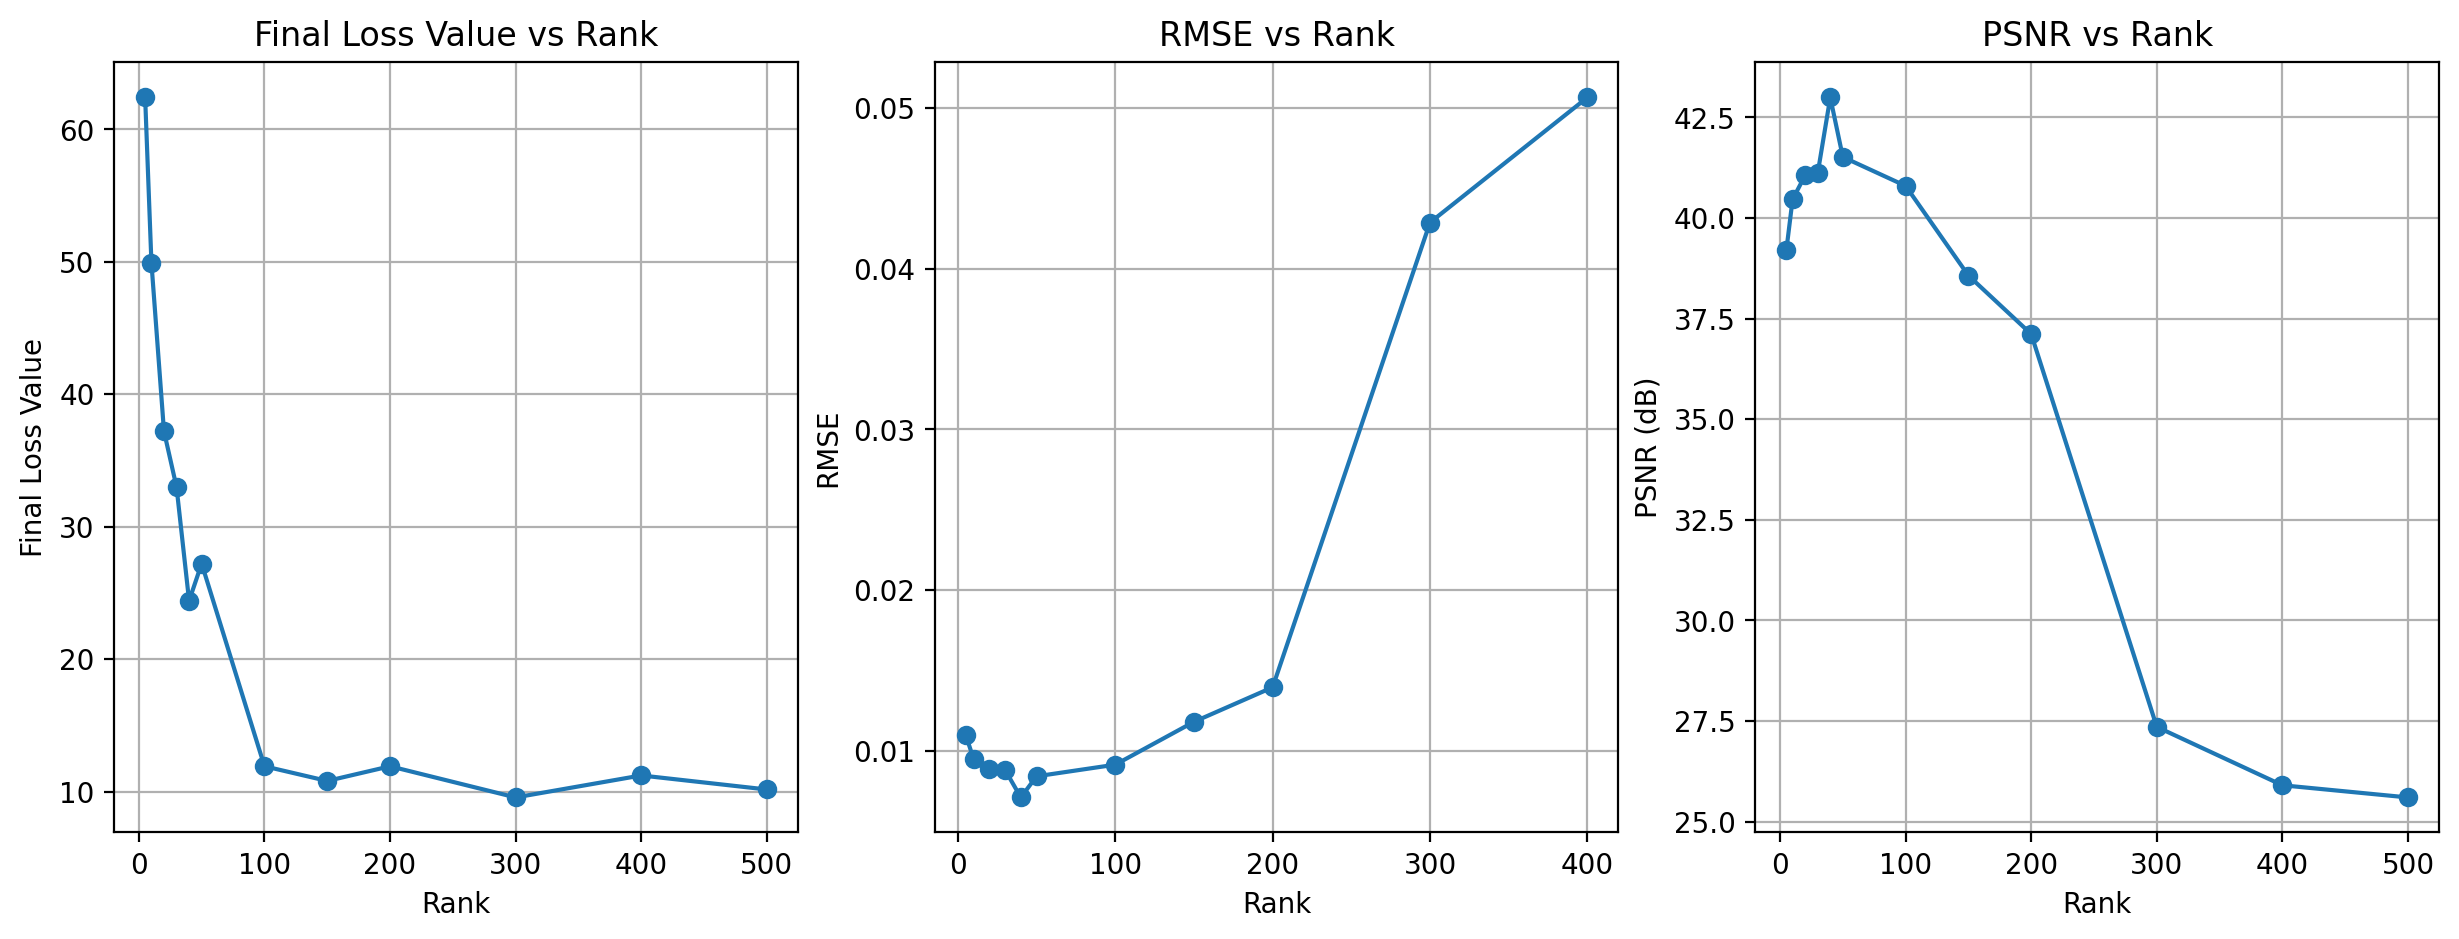 Final Loss Value vs Rank
60
50
40
30
20
10
Final Loss Value
0 100 200 300 400 500
Rank
RMSE vs Rank
0.05
0.04
0.03
0.02
0.01
RMSE
0 100 200 300 400
Rank
PSNR vs Rank
42.5
40.0
37.5
35.0
32.5
30.0
27.5
25.0
PSNR (dB)
0 100 200 300 400 500
Rank